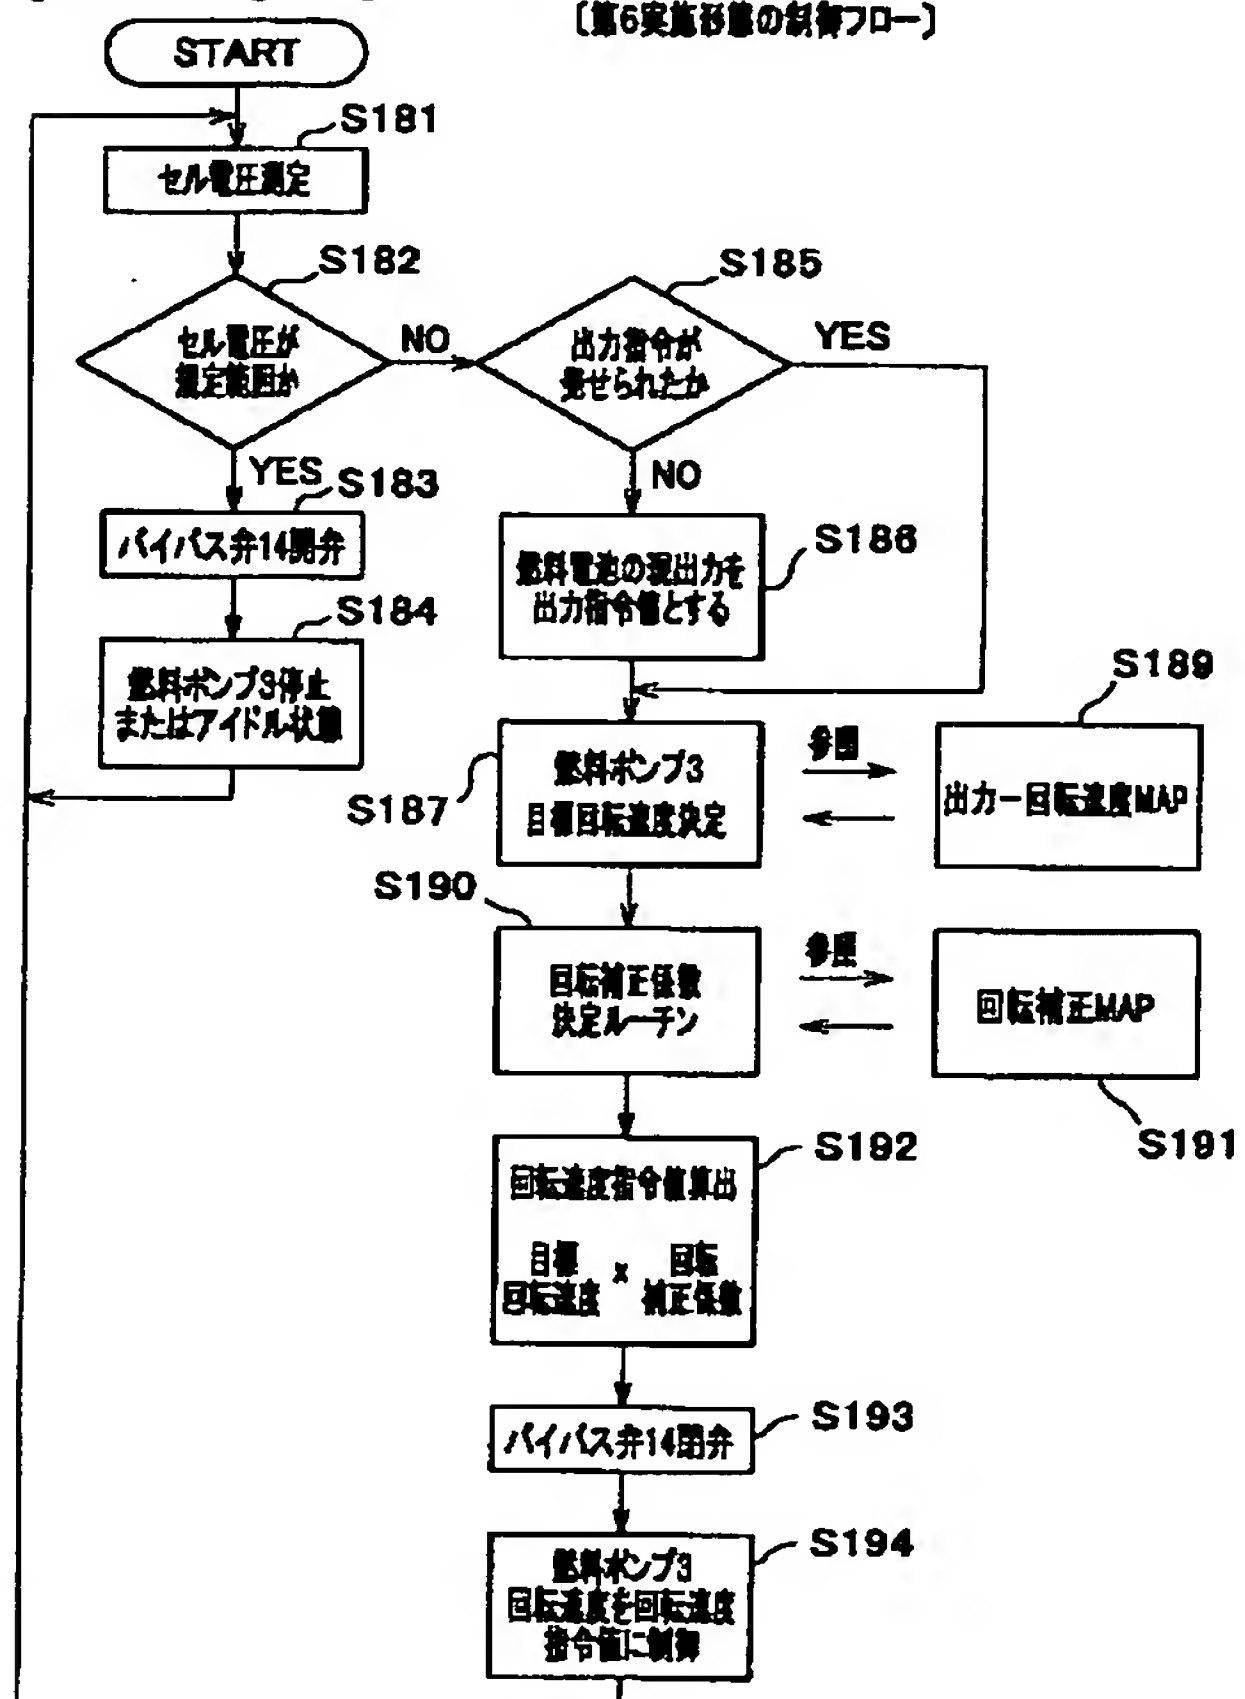 〔第6実施形態の制御フロー〕
START
S181
セル電圧測定
S182
セル電圧が
規定範囲か
NO
YES
S183
バイパス弁14開弁
S184
燃料ポンプ3停止
またはアイドル状態
S185
出力指令が
発せられたか
YES
NO
S186
燃料電池の現出力を
出力指令値とする
S187
燃料ポンプ3
目標回転速度決定
参照
S189
出力ー回転速度MAP
S190
回転補正係数
決定ルーチン
参照
回転補正MAP
S191
S192
回転速度指令値算出
目標 回転
回転速度 × 補正係数
S193
バイパス弁14閉弁
S194
燃料ポンプ3
回転速度を回転速度
指令値に制御